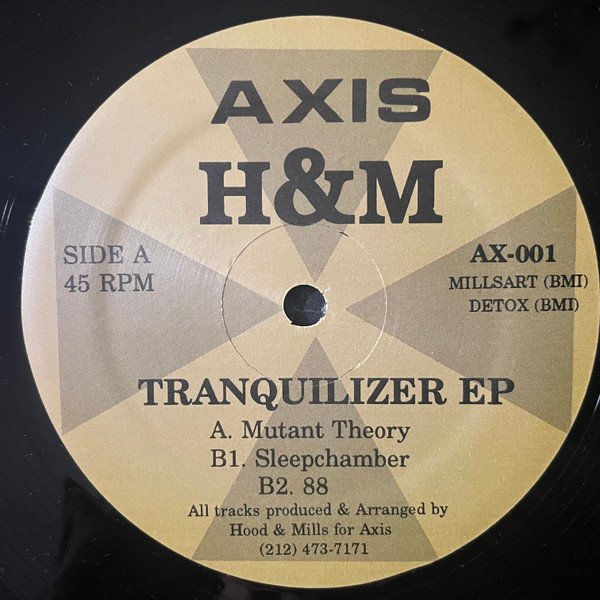 AXIS
H&M
SIDE A
45 RPM
AX-001
MILLSART (BMI)
DETOX (BMI)
TRANQUILIZER EP
A. Mutant Theory
B1. Sleepchamber
B2. 88
All tracks produced & Arranged by
Hood & Mills for Axis
(212) 473-7171